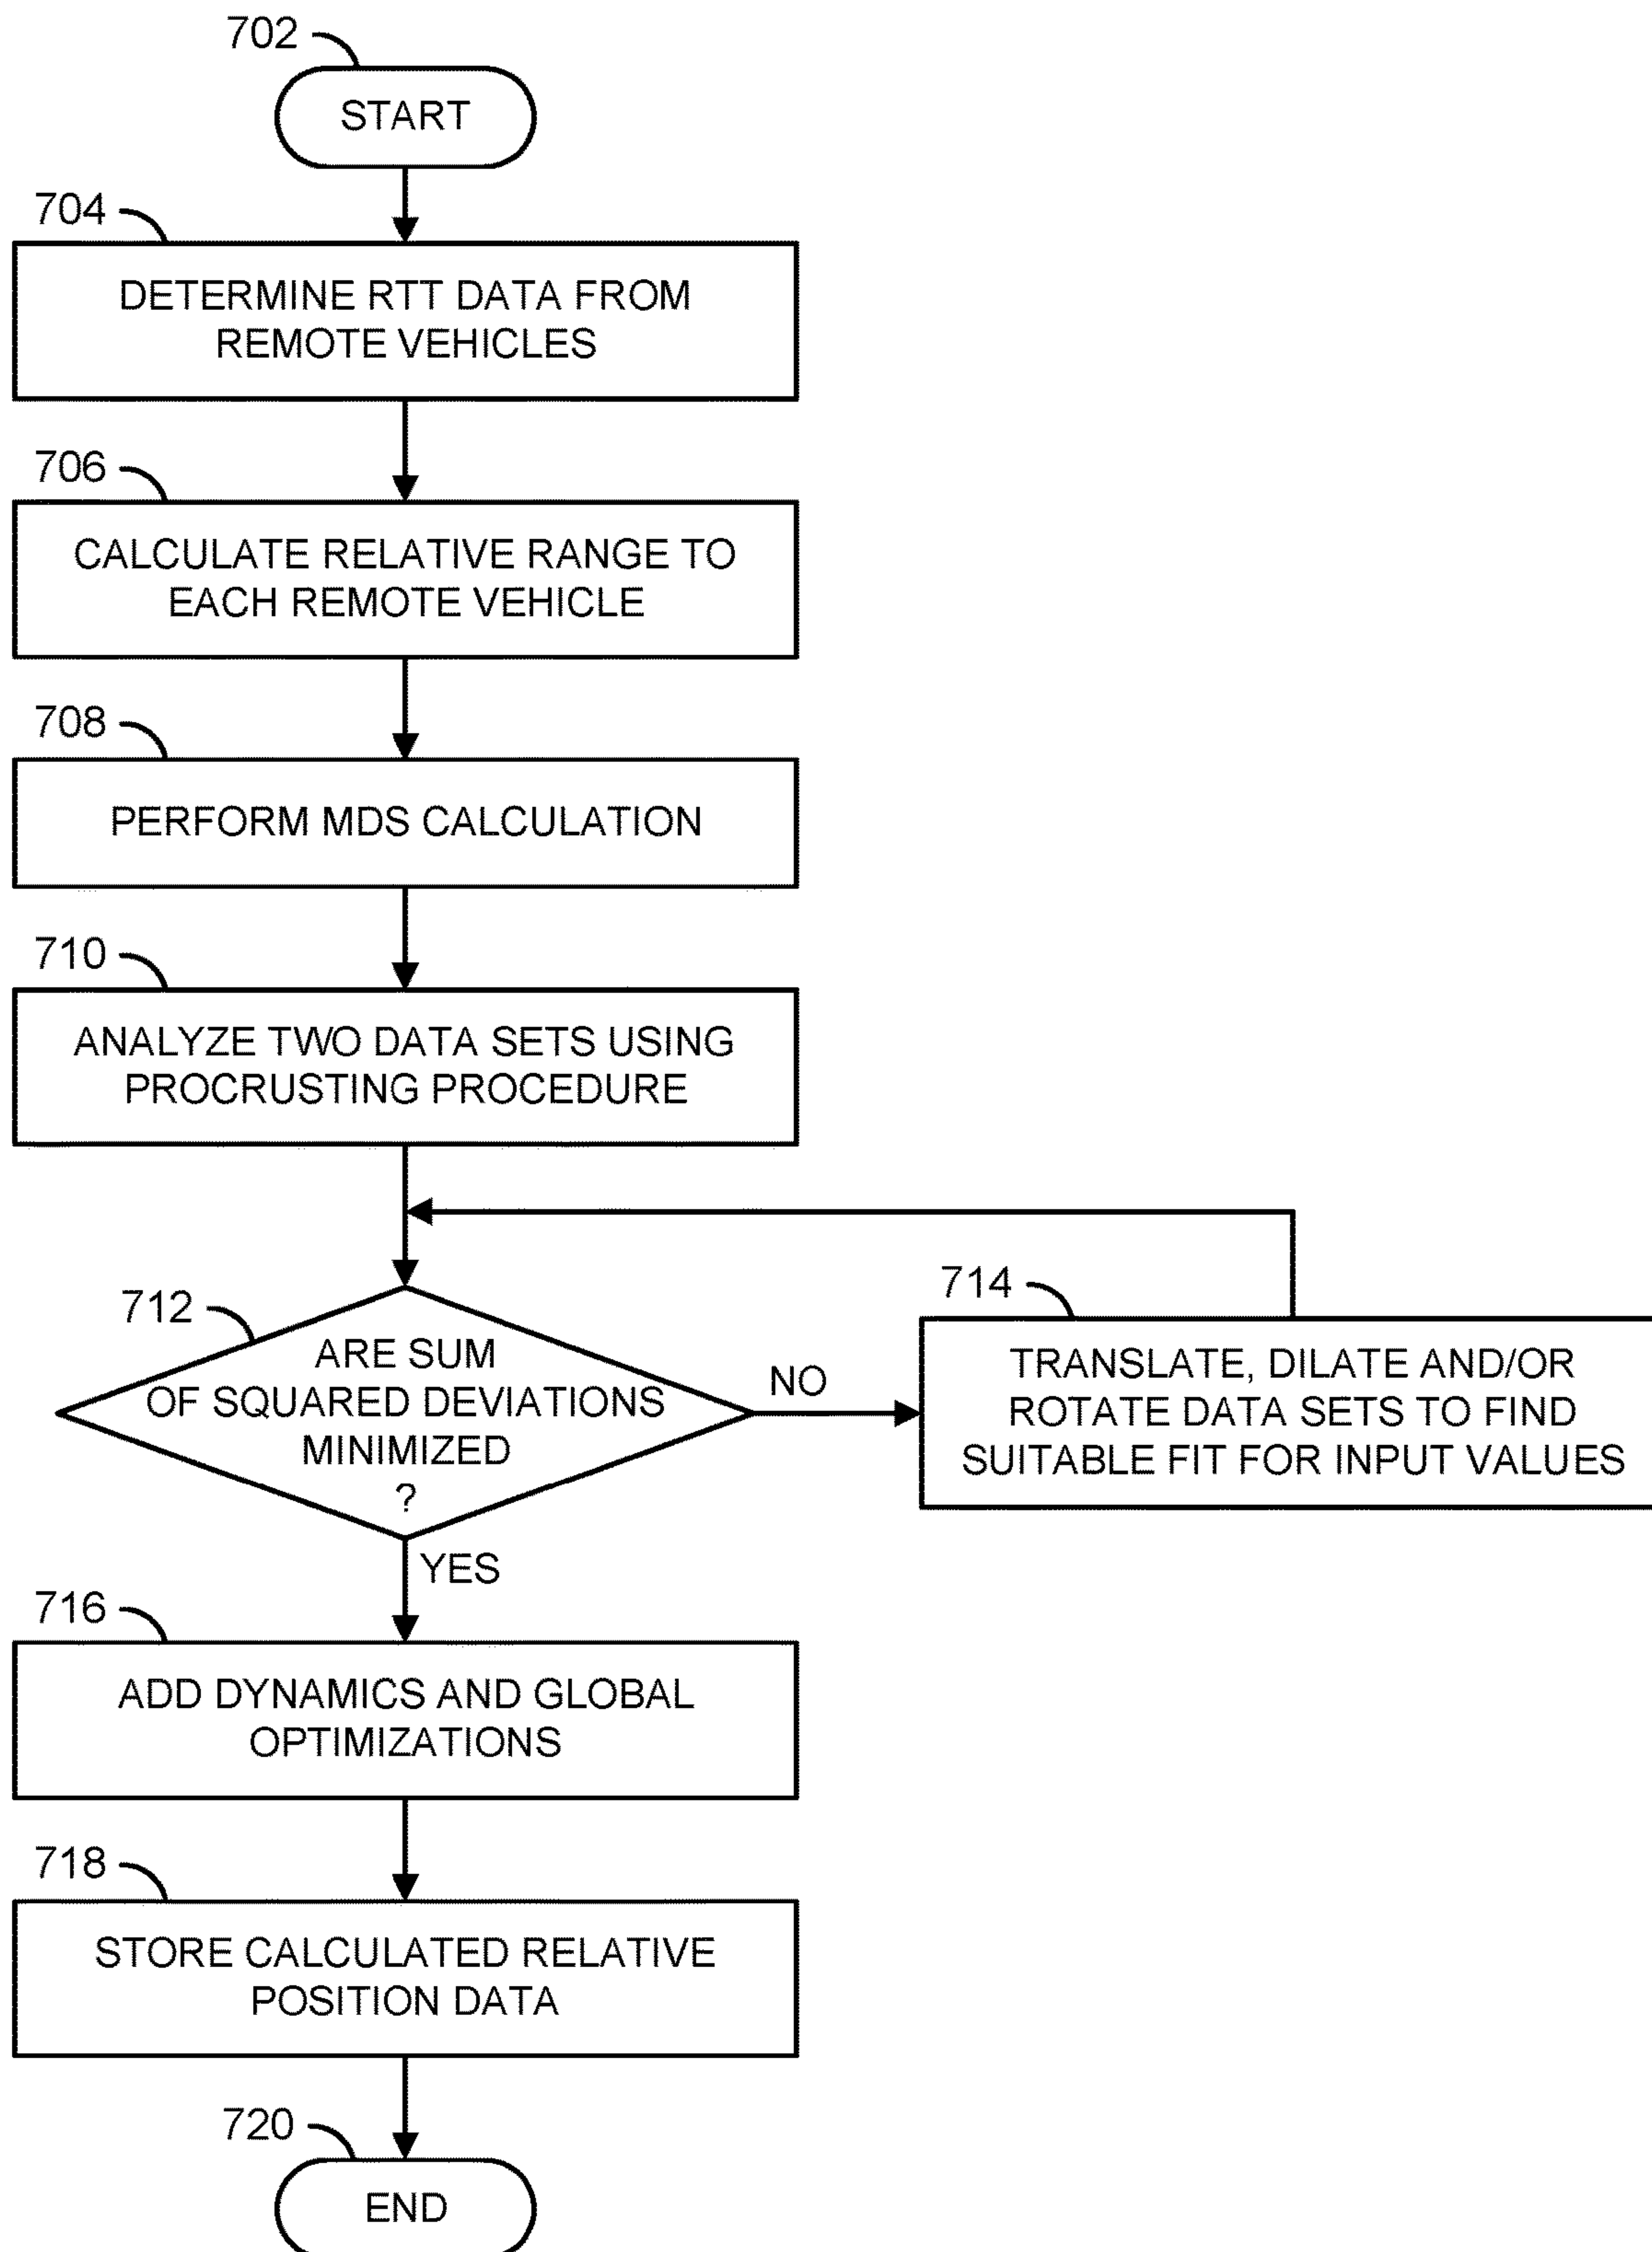 702
START
704
DETERMINE RTT DATA FROM
REMOTE VEHICLES
706
CALCULATE RELATIVE RANGE TO
EACH REMOTE VEHICLE
708
PERFORM MDS CALCULATION
710
ANALYZE TWO DATA SETS USING
PROCRUSTING PROCEDURE
712
ARE SUM
OF SQUARED DEVIATIONS
MINIMIZED
?
NO
714
TRANSLATE, DILATE AND/OR
ROTATE DATA SETS TO FIND
SUITABLE FIT FOR INPUT VALUES
YES
716
ADD DYNAMICS AND GLOBAL
OPTIMIZATIONS
718
STORE CALCULATED RELATIVE
POSITION DATA
720
END